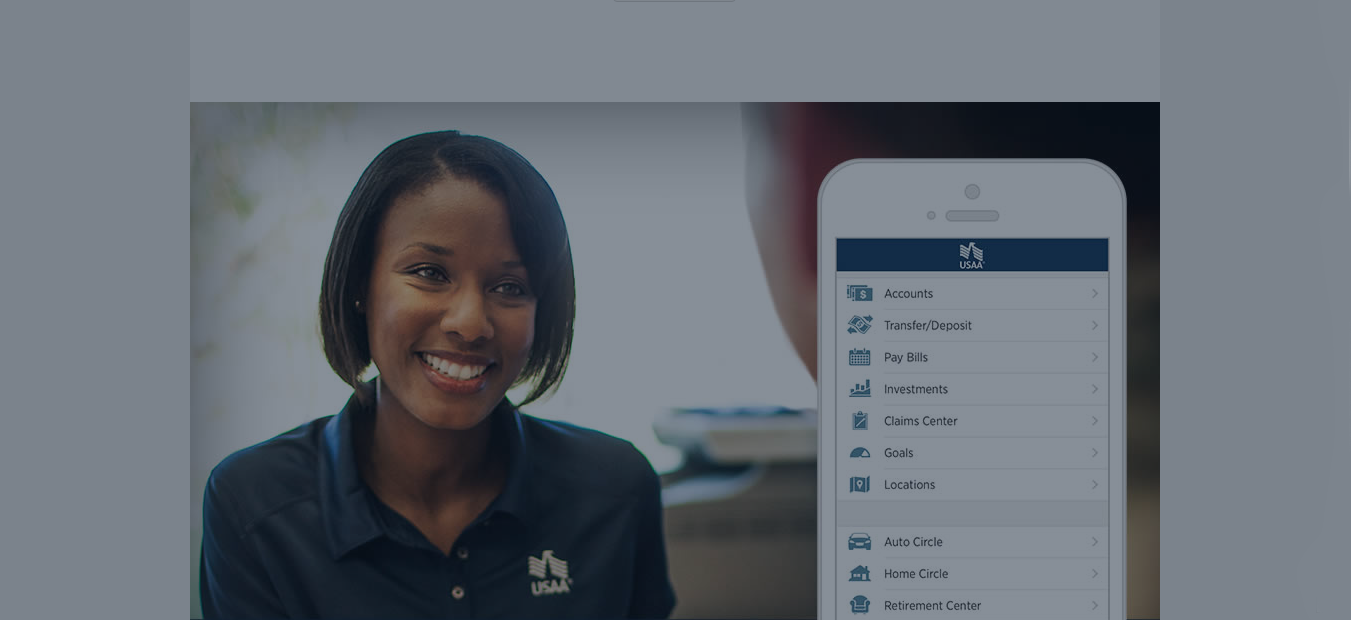 USAA®
Accounts
Transfer/Deposit
Pay Bills
Investments
Claims Center
Goals
Locations
Auto Circle
Home Circle
Retirement Center
USAA®